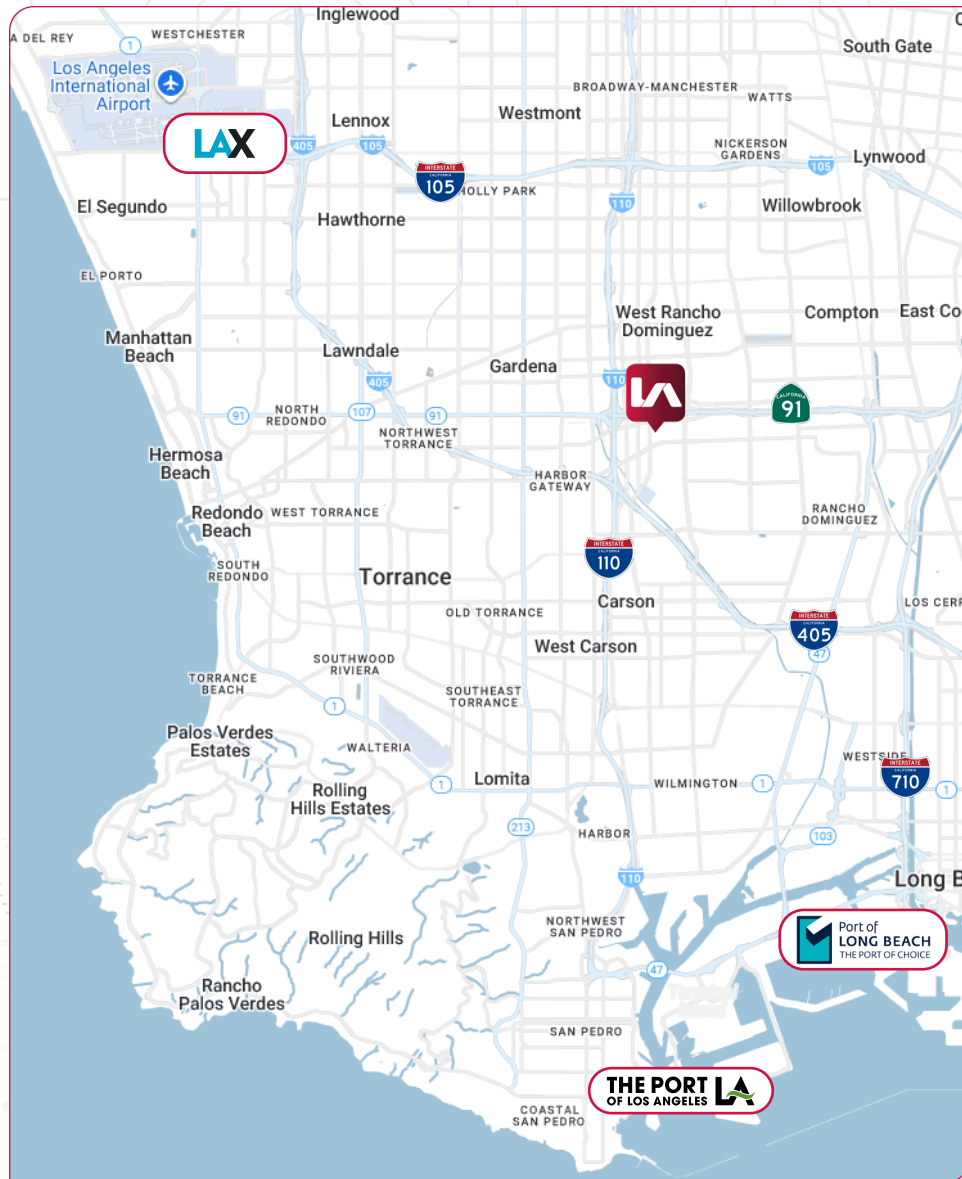 Inglewood
A DEL REY
1
WESTCHESTER
South Gate
Los Angeles
International
Airport
BROADWAY-MANCHESTER
WATTS
Westmont
Lennox
LAX
405
105
NICKERSON
GARDENS
Lynwood
105
INTERSTATE
CALIFORNIA
105
HOLLY PARK
110
El Segundo
Hawthorne
Willowbrook
EL PORTO
West Rancho
Dominguez
Compton
East Co
Manhattan
Beach
Lawndale
Gardena
405
110
LA
CALIFORNIA
91
91
NORTH
REDONDO
107
91
NORTHWEST
TORRANCE
Hermosa
Beach
HARBOR
GATEWAY
Redondo
Beach
WEST TORRANCE
RANCHO
DOMINGUEZ
SOUTH
REDONDO
INTERSTATE
CALIFORNIA
110
Torrance
Carson
OLD TORRANCE
LOS CERR
INTERSTATE
CALIFORNIA
405
47
West Carson
SOUTHWOOD
RIVIERA
TORRANCE
BEACH
SOUTHEAST
TORRANCE
1
Palos Verdes
Estates
WALTERIA
WESTSIDE
INTERSTATE
CALIFORNIA
710
Lomita
1
WILMINGTON
1
1
Rolling
Hills Estates
213
HARBOR
103
110
Long B
NORTHWEST
SAN PEDRO
Port of
LONG BEACH
THE PORT OF CHOICE
Rolling Hills
47
Rancho
Palos Verdes
SAN PEDRO
THE PORT
OF LOS ANGELES
LA
COASTAL
SAN PEDRO